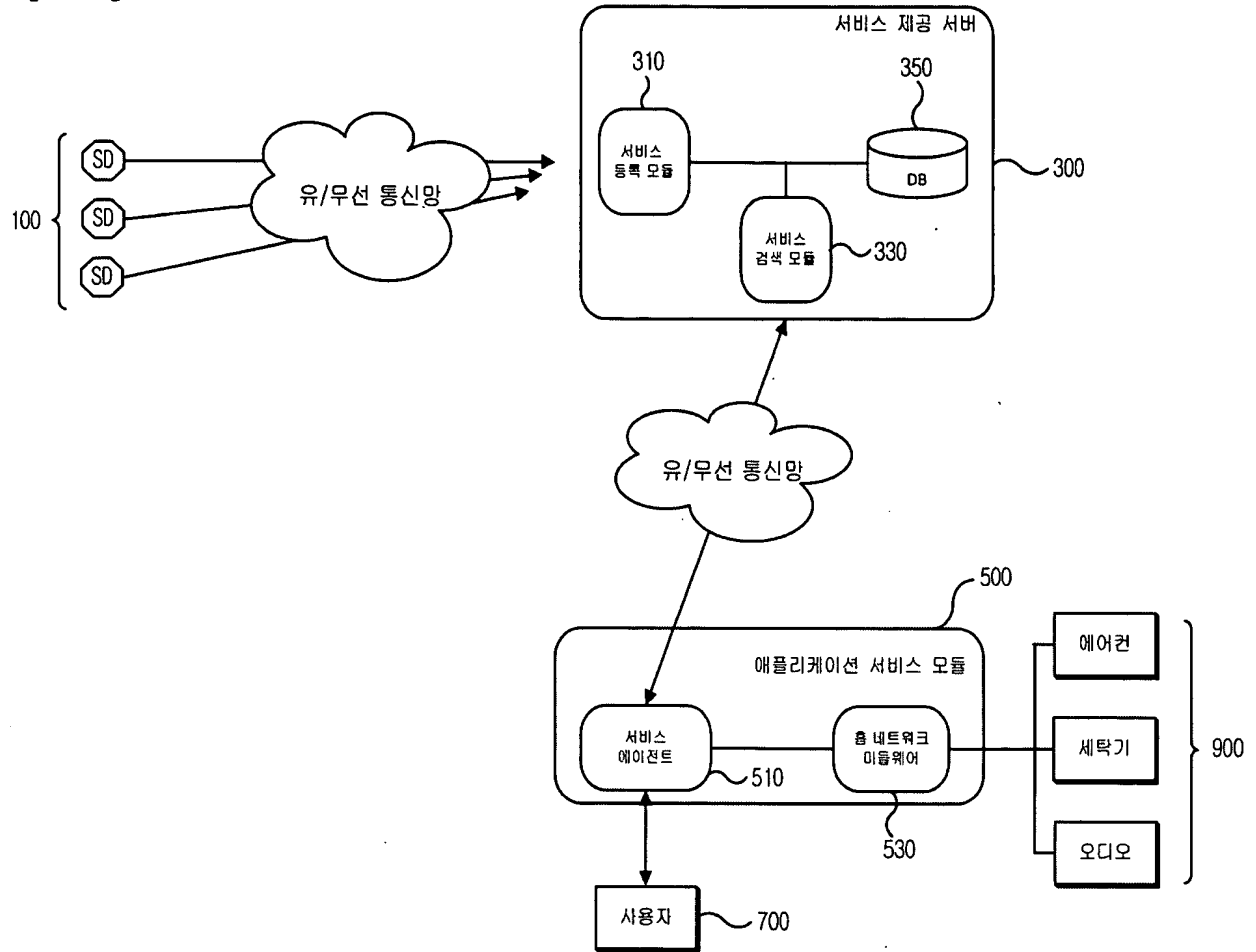 서비스 제공 서버
310
350
서비스
등록 모듈
DB
300
서비스
검색 모듈
330
SD
SD
SD
100
유/무선 통신망
유/무선 통신망
500
애플리케이션 서비스 모듈
서비스
에이전트
510
홈 네트워크
미들웨어
530
에어컨
세탁기
오디오
900
사용자
700